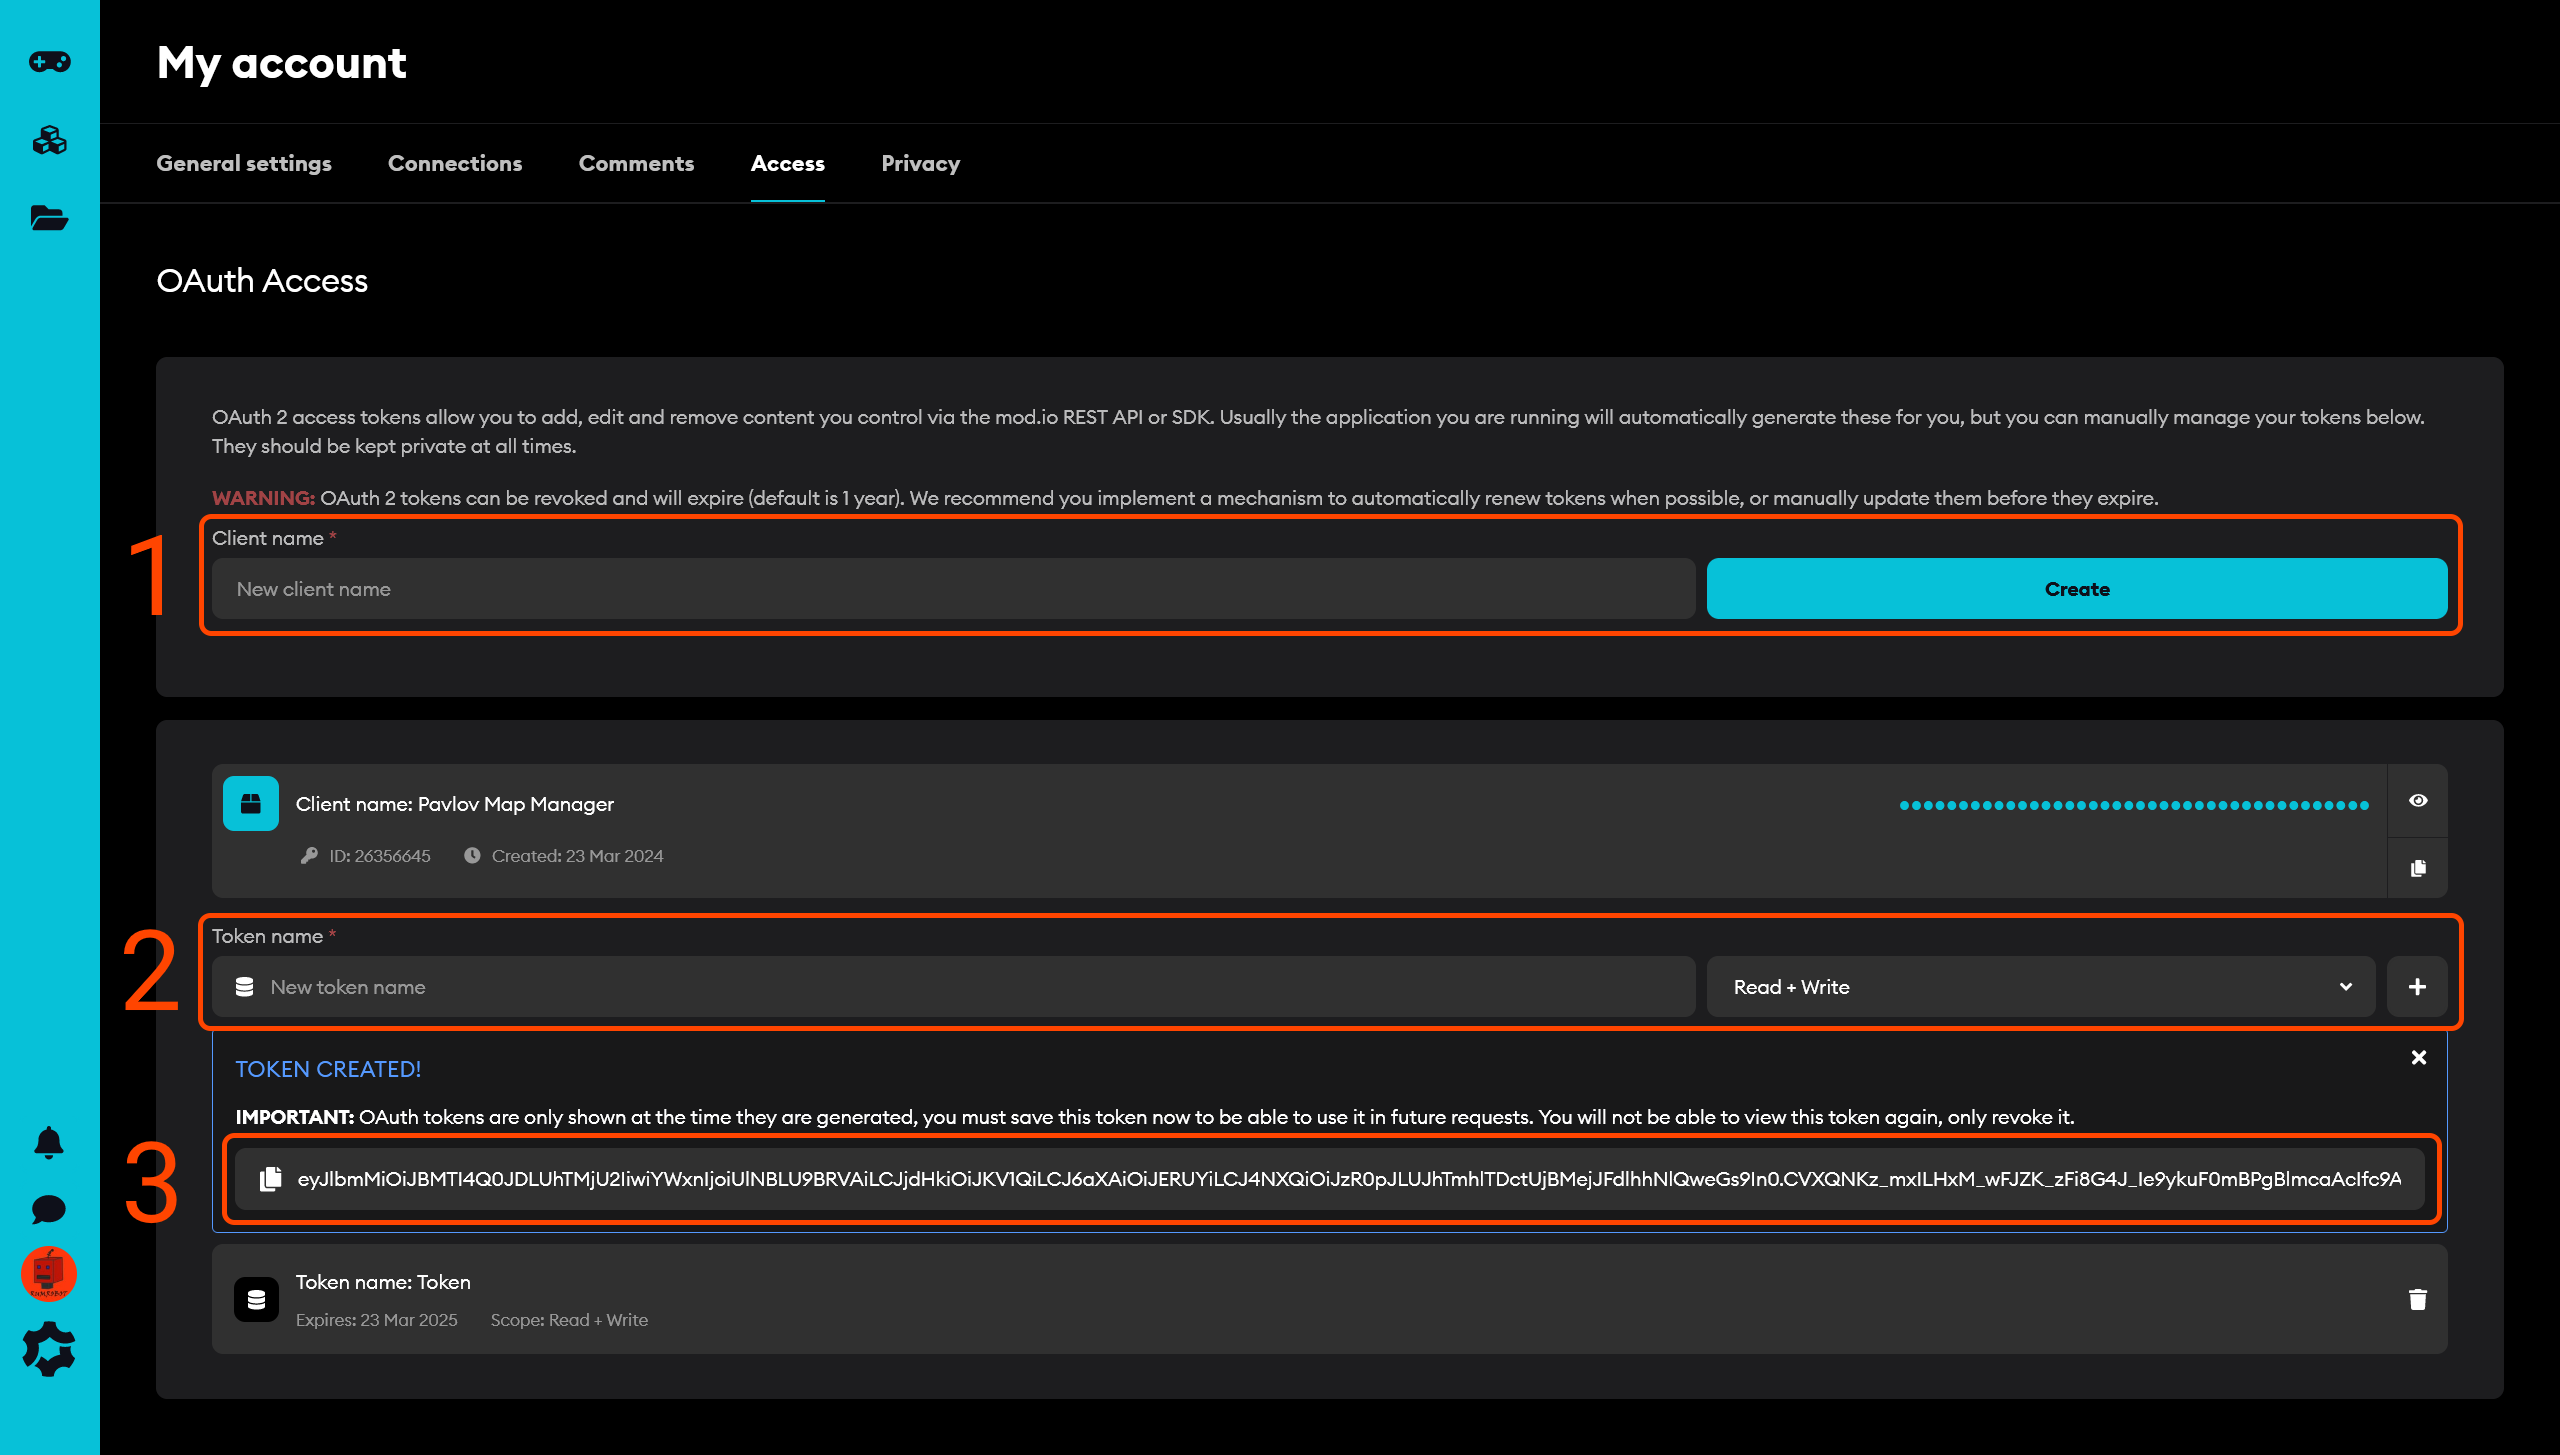 My account
General settings
Connections
Comments
Access
Privacy
OAuth Access
OAuth 2 access tokens allow you to add, edit and remove content you control via the mod.io REST API or SDK. Usually the application you are running will automatically generate these for you, but you can manually manage your tokens below.
They should be kept private at all times.
WARNING: OAuth 2 tokens can be revoked and will expire (default is 1 year). We recommend you implement a mechanism to automatically renew tokens when possible, or manually update them before they expire.
1
Client name *
New client name
Create
Client name: Pavlov Map Manager
ID: 26356645
Created: 23 Mar 2024
2
Token name *
New token name
Read + Write
TOKEN CREATED!
IMPORTANT: OAuth tokens are only shown at the time they are generated, you must save this token now to be able to use it in future requests. You will not be able to view this token again, only revoke it.
3
Token name: Token
Expires: 23 Mar 2025
Scope: Read + Write